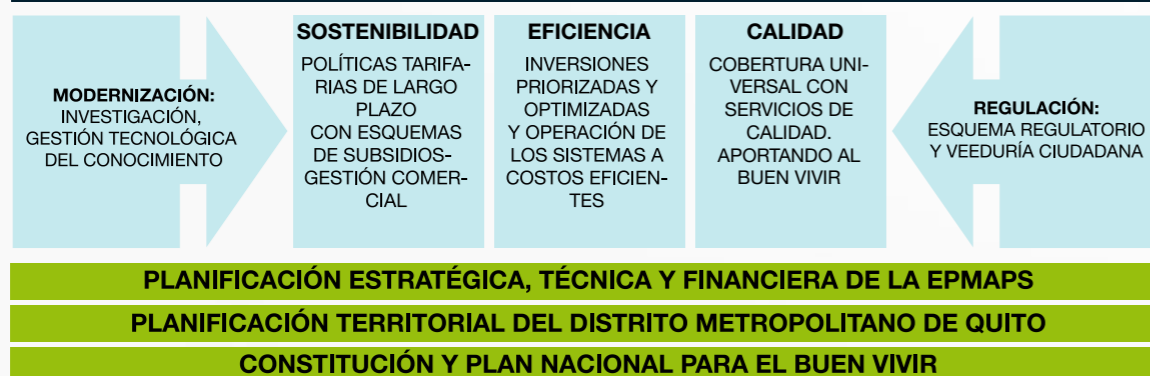 MODERNIZACIÓN:
INVESTIGACIÓN,
GESTIÓN TECNOLÓGICA
DEL CONOCIMIENTO
SOSTENIBILIDAD
POLÍTICAS TARIFA-
RIAS DE LARGO
PLAZO
CON ESQUEMAS
DE SUBSIDIOS-
GESTIÓN COMER-
CIAL
EFICIENCIA
INVERSIONES
PRIORIZADAS Y
OPTIMIZADAS
Y OPERACIÓN DE
LOS SISTEMAS A
COSTOS EFICIEN-
TES
CALIDAD
COBERTURA UNI-
VERSAL CON
SERVICIOS DE
CALIDAD.
APORTANDO AL
BUEN VIVIR
REGULACIÓN:
ESQUEMA REGULATORIO
Y VEEDURÍA CIUDADANA
PLANIFICACIÓN ESTRATÉGICA, TÉCNICA Y FINANCIERA DE LA EPMAPS
PLANIFICACIÓN TERRITORIAL DEL DISTRITO METROPOLITANO DE QUITO
CONSTITUCIÓN Y PLAN NACIONAL PARA EL BUEN VIVIR